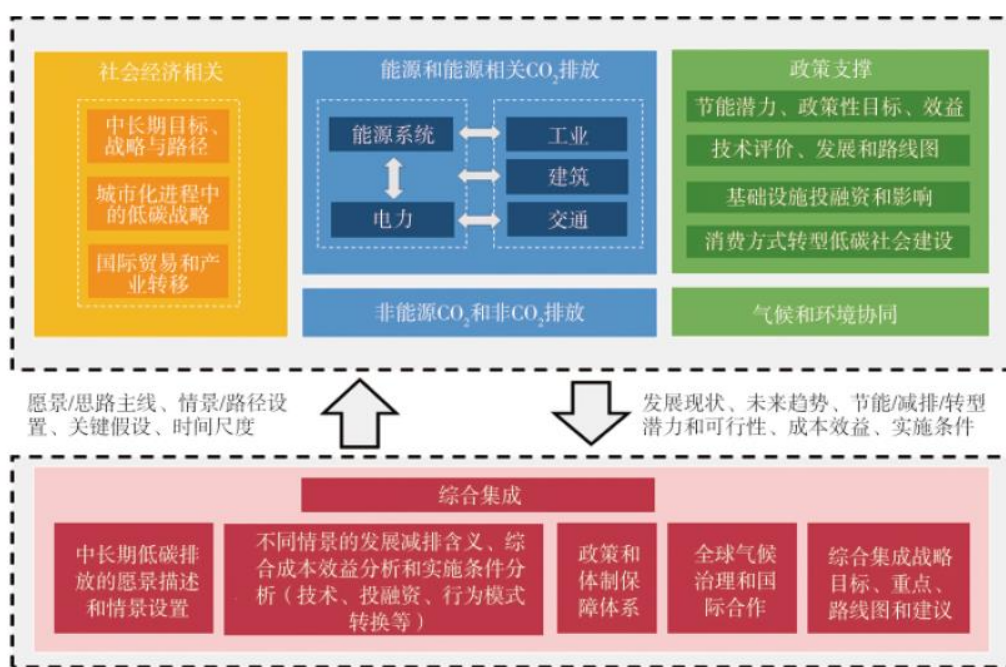 社会经济相关
中长期目标、
战略与路径
城市化进程中
的低碳战略
国际贸易和产
业转移
能源和能源相关CO₂排放
能源系统
电力
工业
建筑
交通
非能源CO₂和非CO₂排放
政策支撑
节能潜力、政策性目标、效益
技术评价、发展和路线图
基础设施投融资和影响
消费方式转型低碳社会建设
气候和环境协同
愿景/思路主线、情景/路径设
置、关键假设、时间尺度
发展现状、未来趋势、节能/减排/转型
潜力和可行性、成本效益、实施条件
综合集成
中长期低碳排
放的愿景描述
和情景设置
不同情景的发展减排含义、综
合成本效益分析和实施条件分
析（技术、投融资、行为模式
转换等）
政策和
体制保
障体系
全球气候
治理和国
际合作
综合集成战略
目标、重点、
路线图和建议